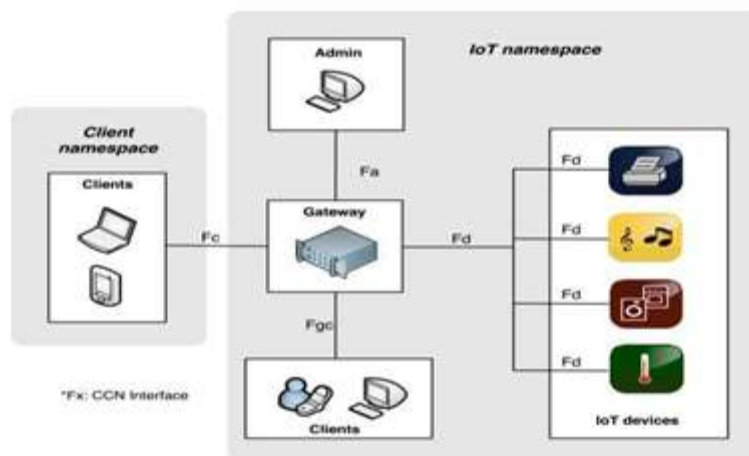 Admin
IoT namespace
Client
namespace
Clients
Fa
Gateway
Fc
Fd
Fd
Fd
Fd
Fd
Fgc
*Fx: CCN Interface
Clients
IoT devices